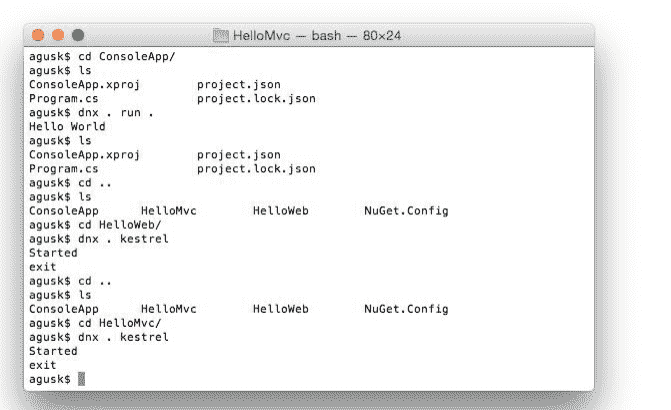 HelloMvc — bash — 80×24
agusk$ cd ConsoleApp/
agusk$ ls
ConsoleApp.xproj project.json
Program.cs project.lock.json
agusk$ dnx . run .
Hello World
agusk$ ls
ConsoleApp.xproj project.json
Program.cs project.lock.json
agusk$ cd ..
agusk$ ls
ConsoleApp HelloMvc HelloWeb NuGet.Config
agusk$ cd HelloWeb/
agusk$ dnx . kestrel
Started
exit
agusk$ cd ..
agusk$ ls
ConsoleApp HelloMvc HelloWeb NuGet.Config
agusk$ cd HelloMvc/
agusk$ dnx . kestrel
Started
exit
agusk$